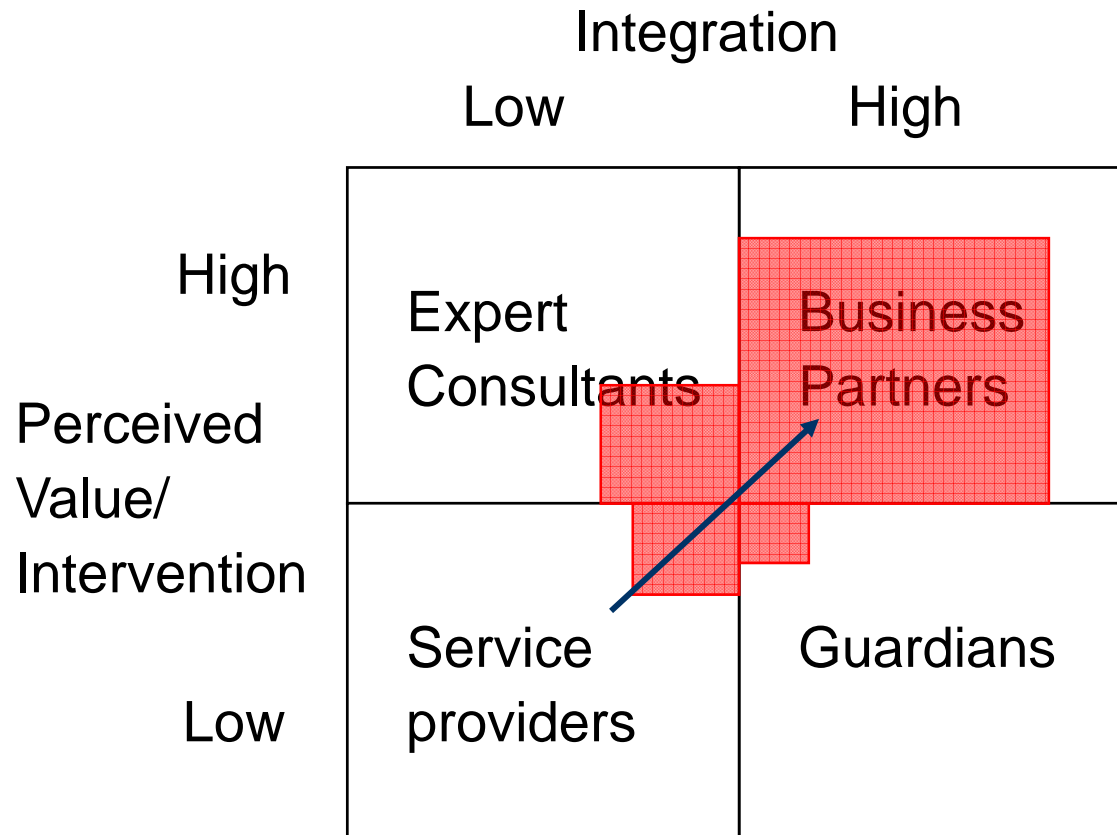 Integration
Low High
High
Expert
Consultants
Business
Partners
Perceived
Value/
Intervention
Service
providers
Guardians
Low